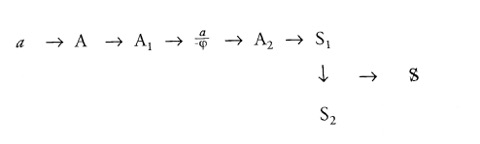 a → A → A₁ → a/-φ → A₂ → S₁
↓ → $
S₂